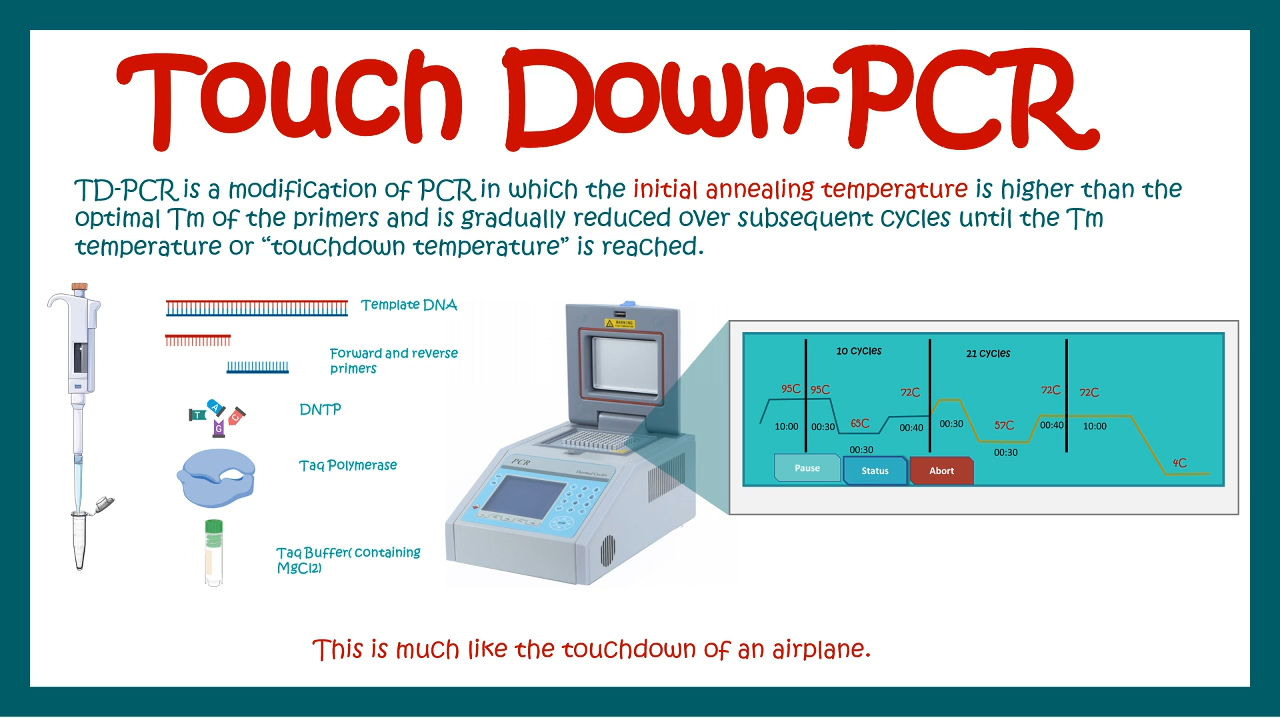 Touch Down-PCR
TD-PCR is a modification of PCR in which the initial annealing temperature is higher than the
optimal Tm of the primers and is gradually reduced over subsequent cycles until the Tm
temperature or “touchdown temperature” is reached.
Template DNA
Forward and reverse
primers
T A G C
DNTP
Taq Polymerase
Taq Buffer( containing
MgCl2)
PCR
Thermal Cycler
10 cycles
21 cycles
95C 95C 72C 72C 72C
65C 57C
10:00 00:30 00:40 00:30 00:40 10:00
00:30 00:30
4C
Pause Status Abort
This is much like the touchdown of an airplane.